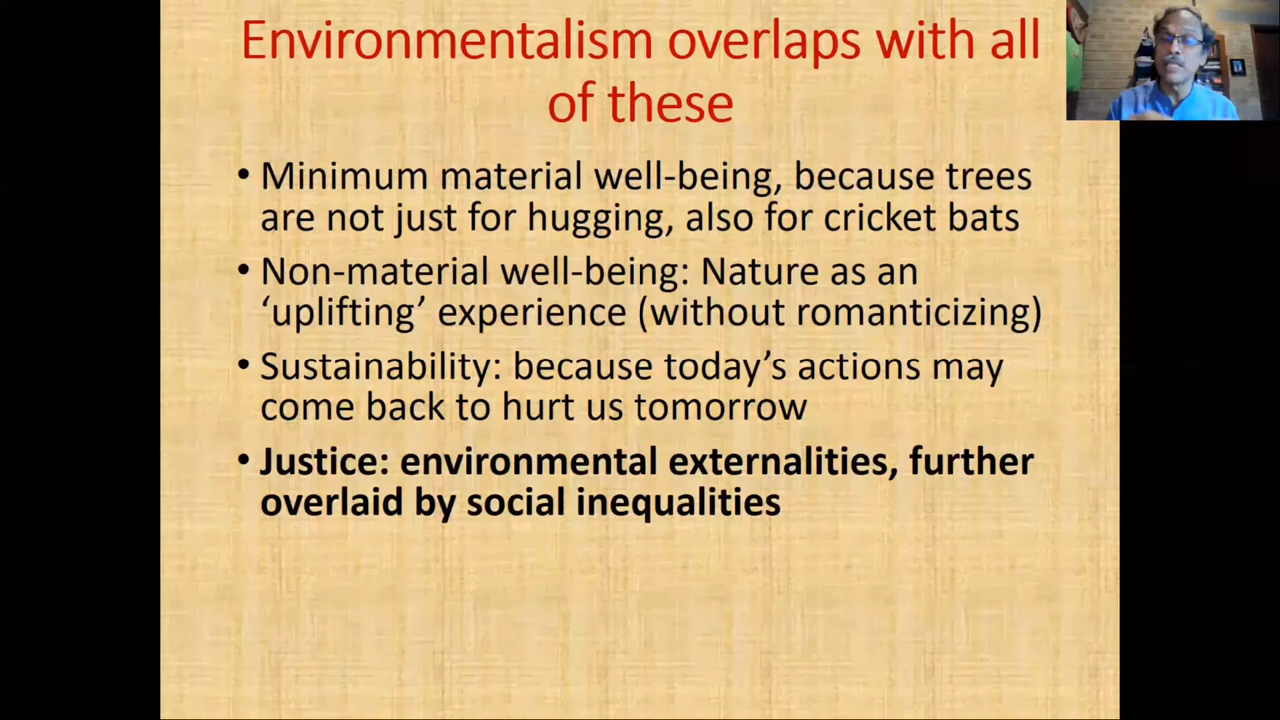 Environmentalism overlaps with all
of these
• Minimum material well-being, because trees
are not just for hugging, also for cricket bats
• Non-material well-being: Nature as an
‘uplifting’ experience (without romanticizing)
• Sustainability: because today’s actions may
come back to hurt us tomorrow
• Justice: environmental externalities, further
overlaid by social inequalities